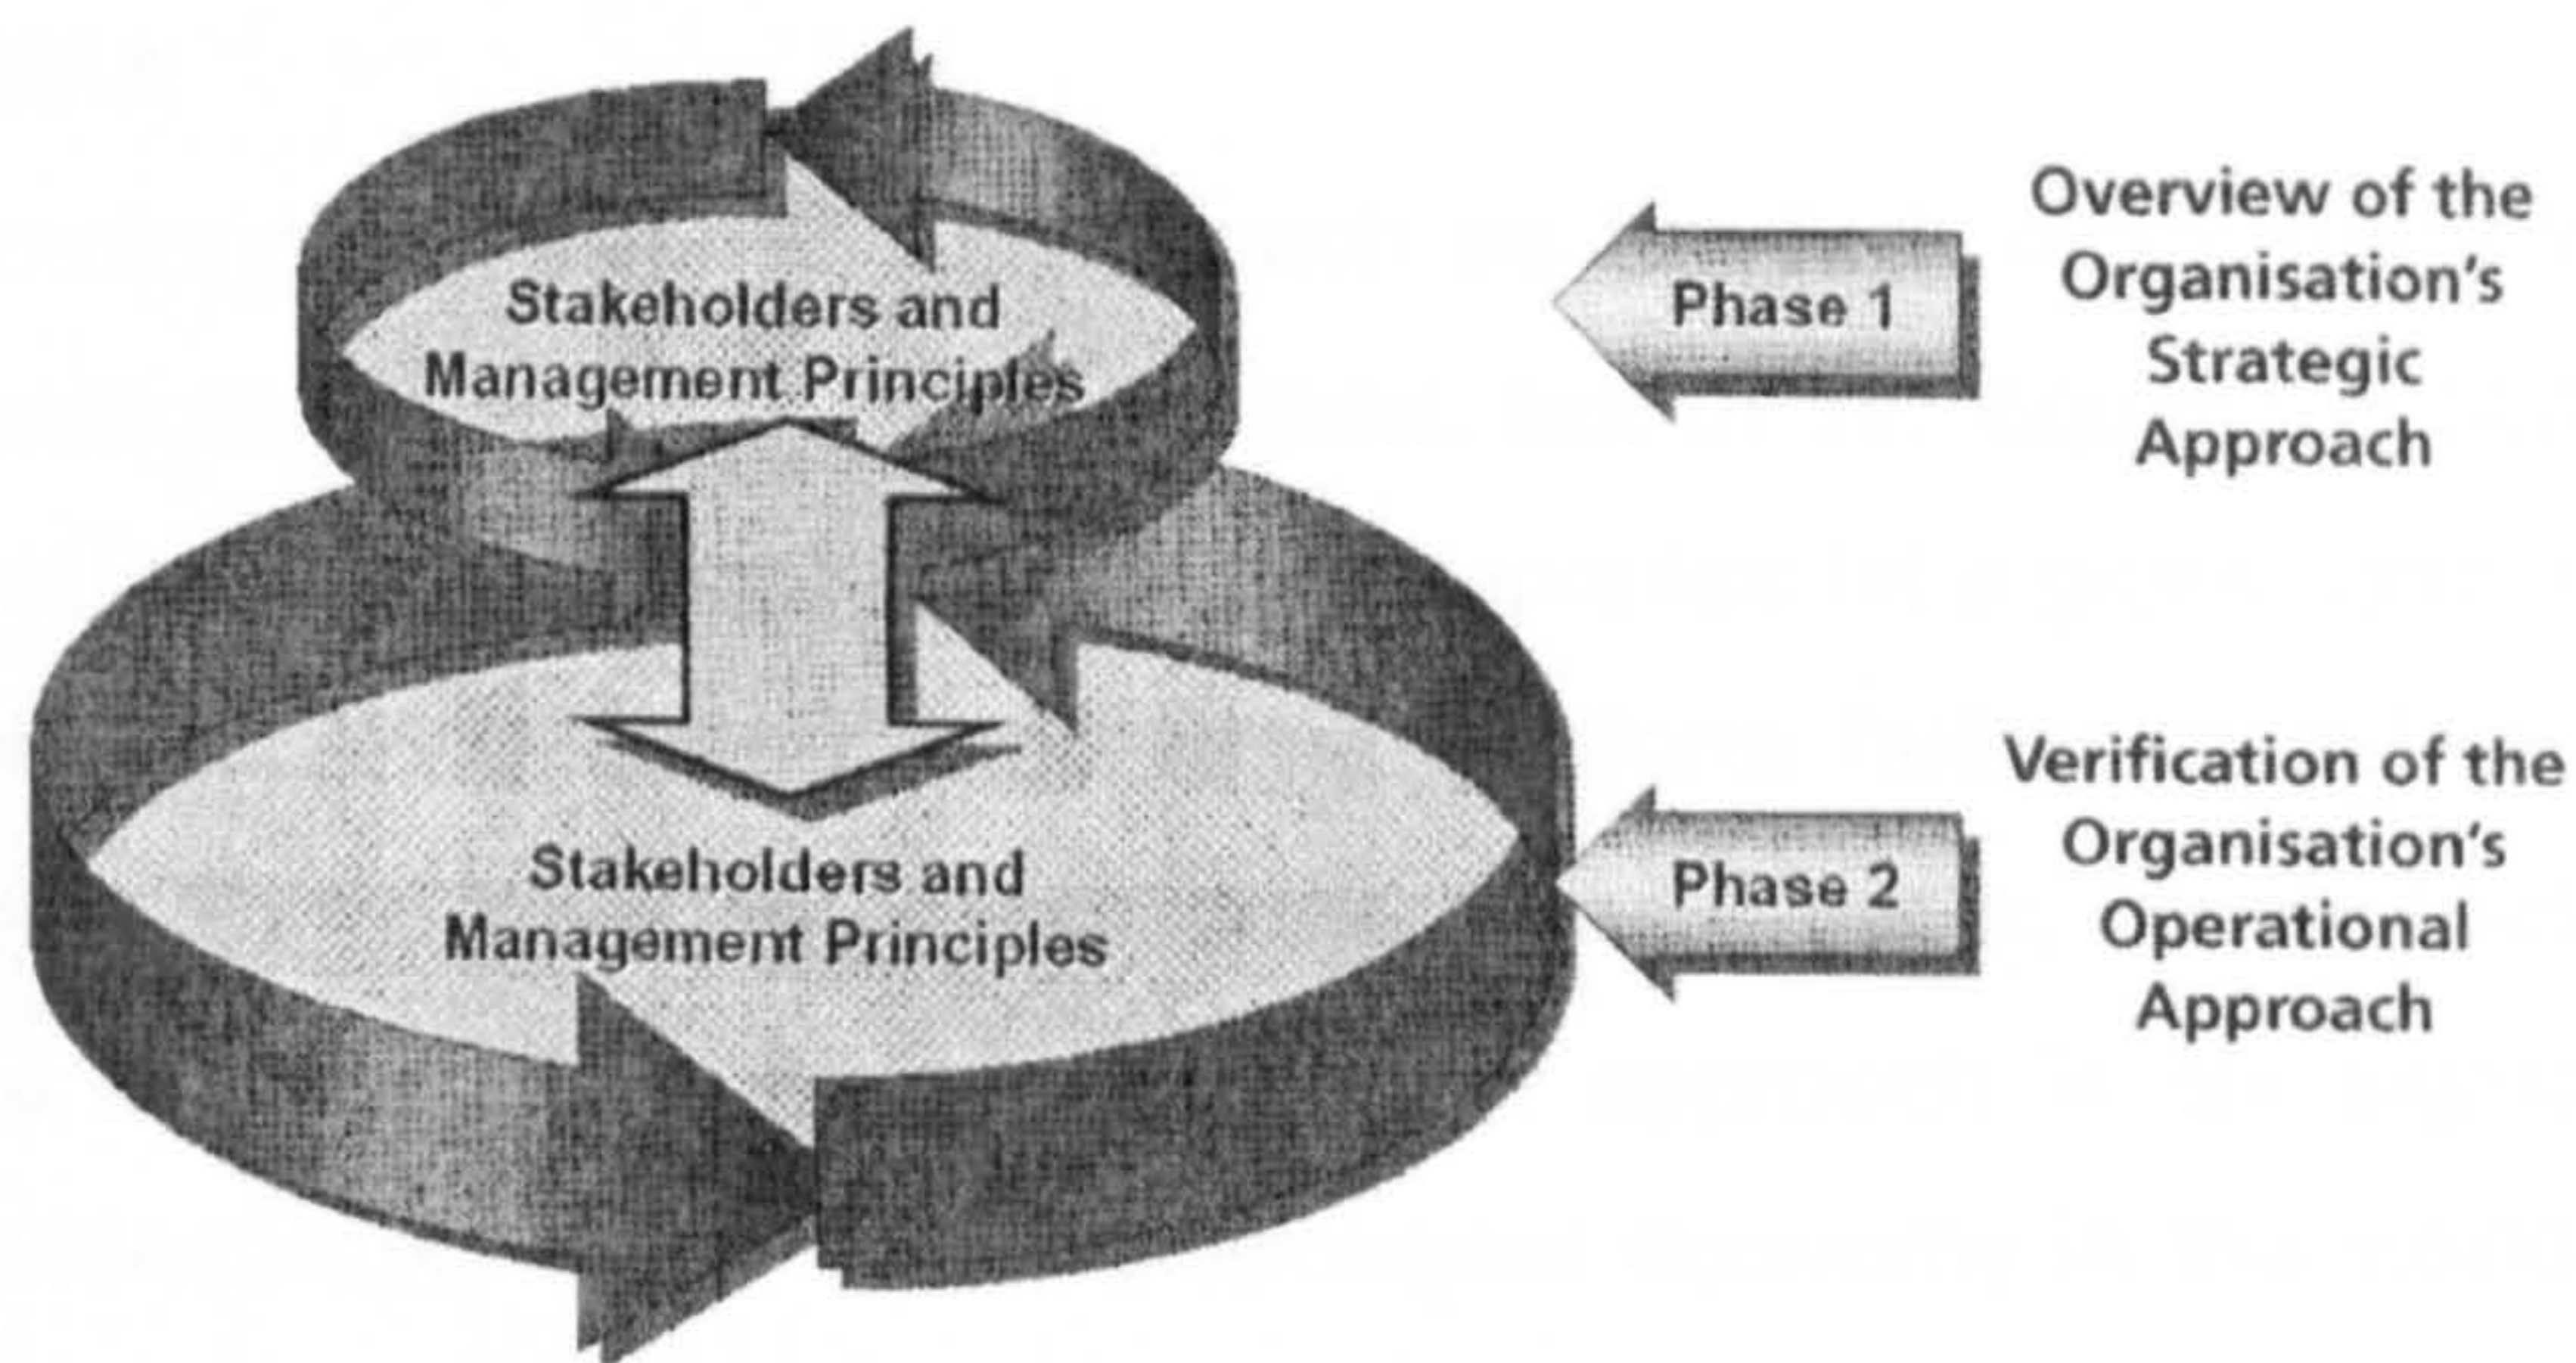 Stakeholders and
Management Principles
Phase 1
Overview of the
Organisation's
Strategic
Approach
Stakeholders and
Management Principles
Phase 2
Verification of the
Organisation's
Operational
Approach